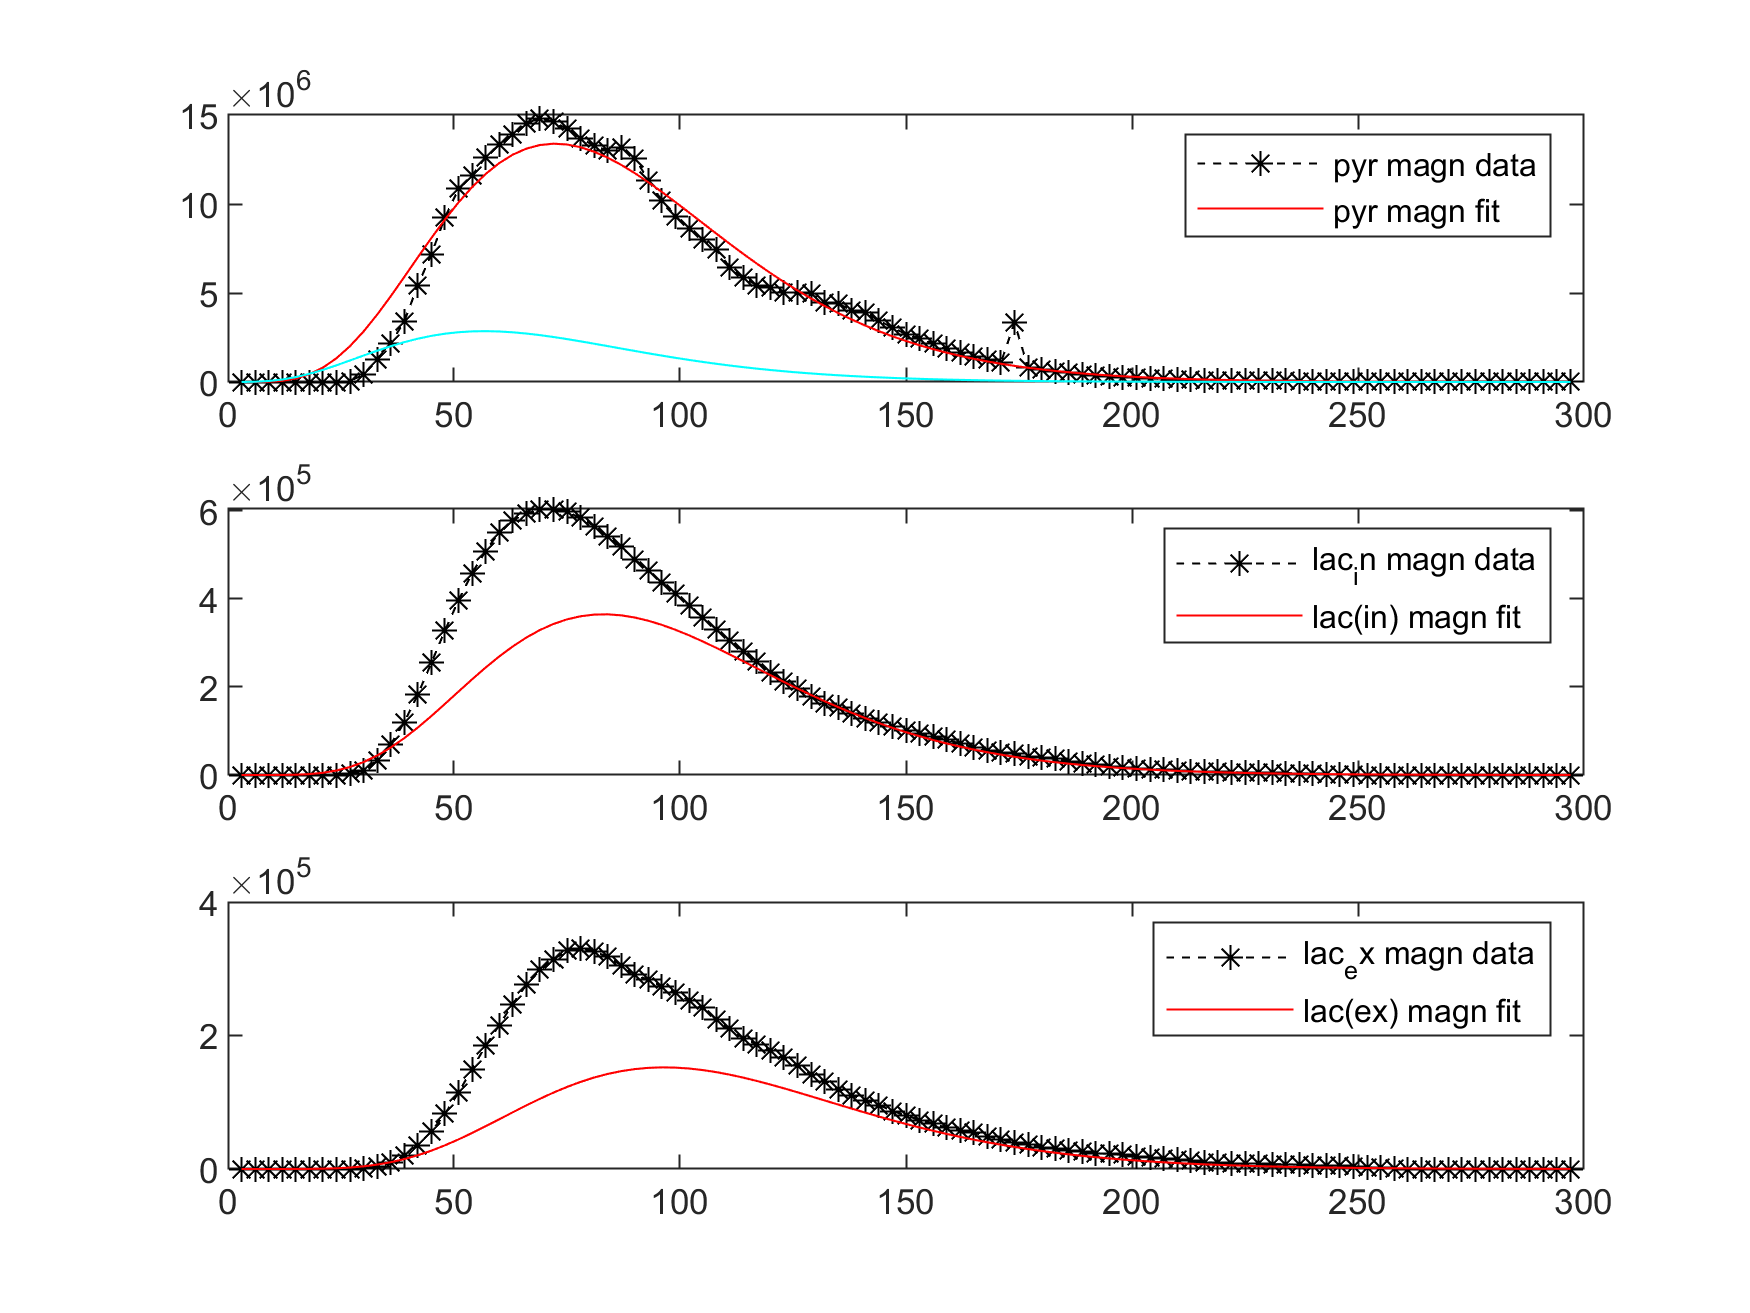 ×10^6
15
10
5
0
0 50 100 150 200 250 300
pyr magn data
pyr magn fit
×10^5
6
4
2
0
0 50 100 150 200 250 300
lac_in magn data
lac(in) magn fit
×10^5
4
2
0
0 50 100 150 200 250 300
lac_ex magn data
lac(ex) magn fit